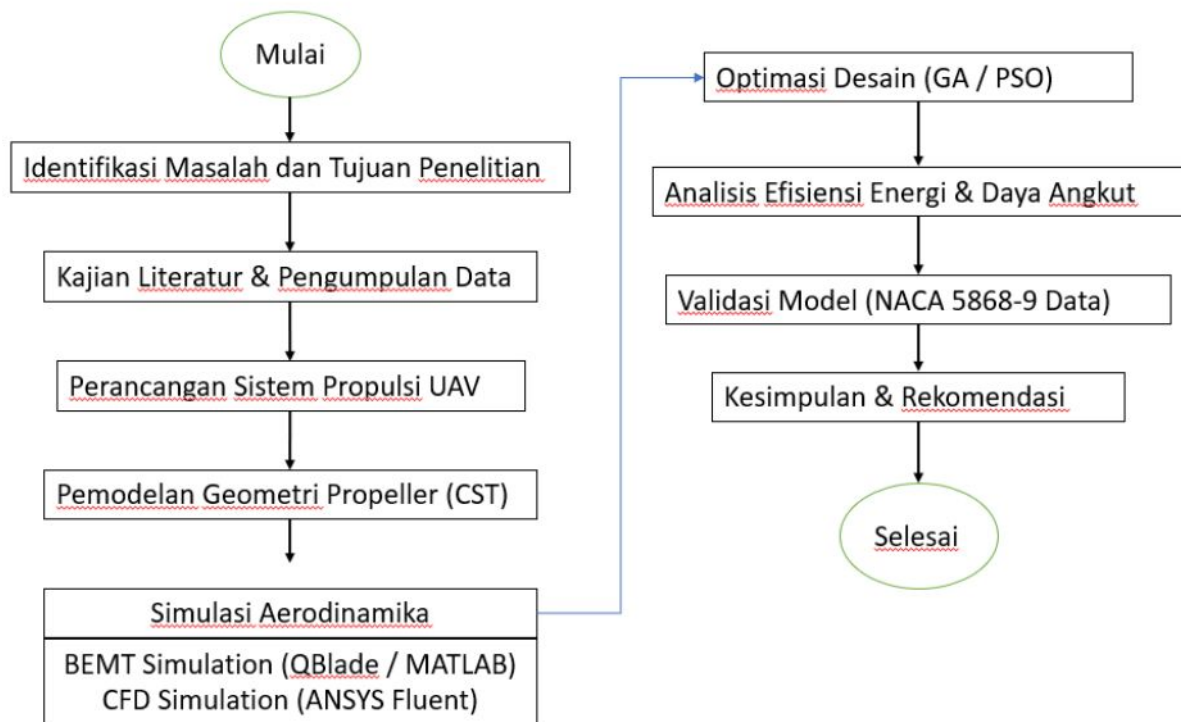 Mulai
Identifikasi Masalah dan Tujuan Penelitian
Kajian Literatur & Pengumpulan Data
Perancangan Sistem Propulsi UAV
Pemodelan Geometri Propeller (CST)
Simulasi Aerodinamika
BEMT Simulation (QBlade / MATLAB)
CFD Simulation (ANSYS Fluent)
Optimasi Desain (GA / PSO)
Analisis Efisiensi Energi & Daya Angkut
Validasi Model (NACA 5868-9 Data)
Kesimpulan & Rekomendasi
Selesai